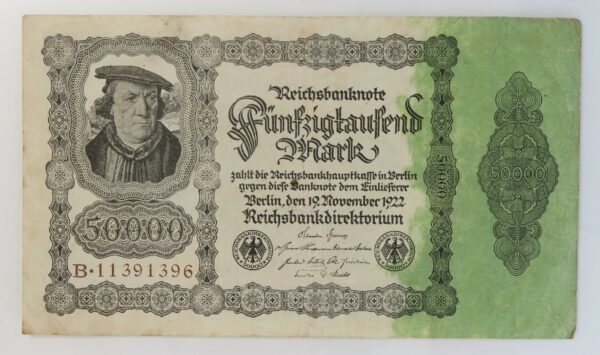 Reichsbanknote
Fünfzigtausend
Mark
zahlt die Reichsbankhauptkasse in Berlin
gegen diese Banknote dem Einlieferer
Berlin, den 19. November 1922
Reichsbankdirektorium
50000
B·11391396
50000
50000